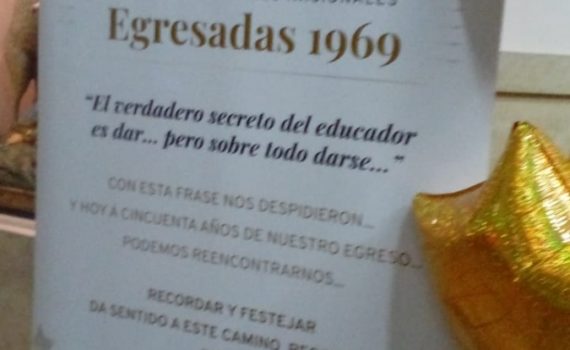 Egresadas 1969
"El verdadero secreto del educador
es dar... pero sobre todo darse..."
CON ESTA FRASE NOS DESPIDIERON...
Y HOY A CINCUENTA AÑOS DE NUESTRO EGRESO...
PODEMOS REENCONTRARNOS...
RECORDAR Y FESTEJAR
DA SENTIDO A ESTE CAMINO